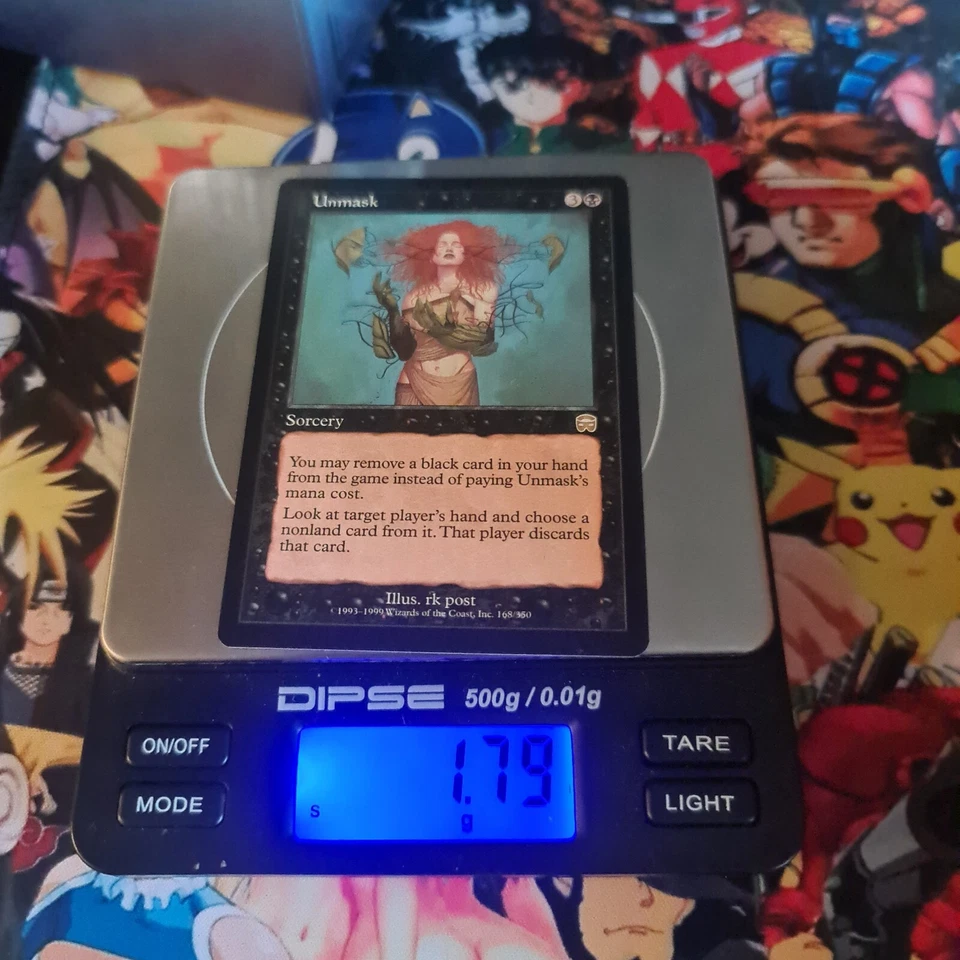 Unmask 3
Sorcery
You may remove a black card in your hand
from the game instead of paying Unmask's
mana cost.
Look at target player's hand and choose a
nonland card from it. That player discards
that card.
Illus. rk post
1993-1999 Wizards of the Coast, Inc. 168/350
DIPSE 500g / 0.01g
ON/OFF
TARE
1.79
S
g
MODE
LIGHT